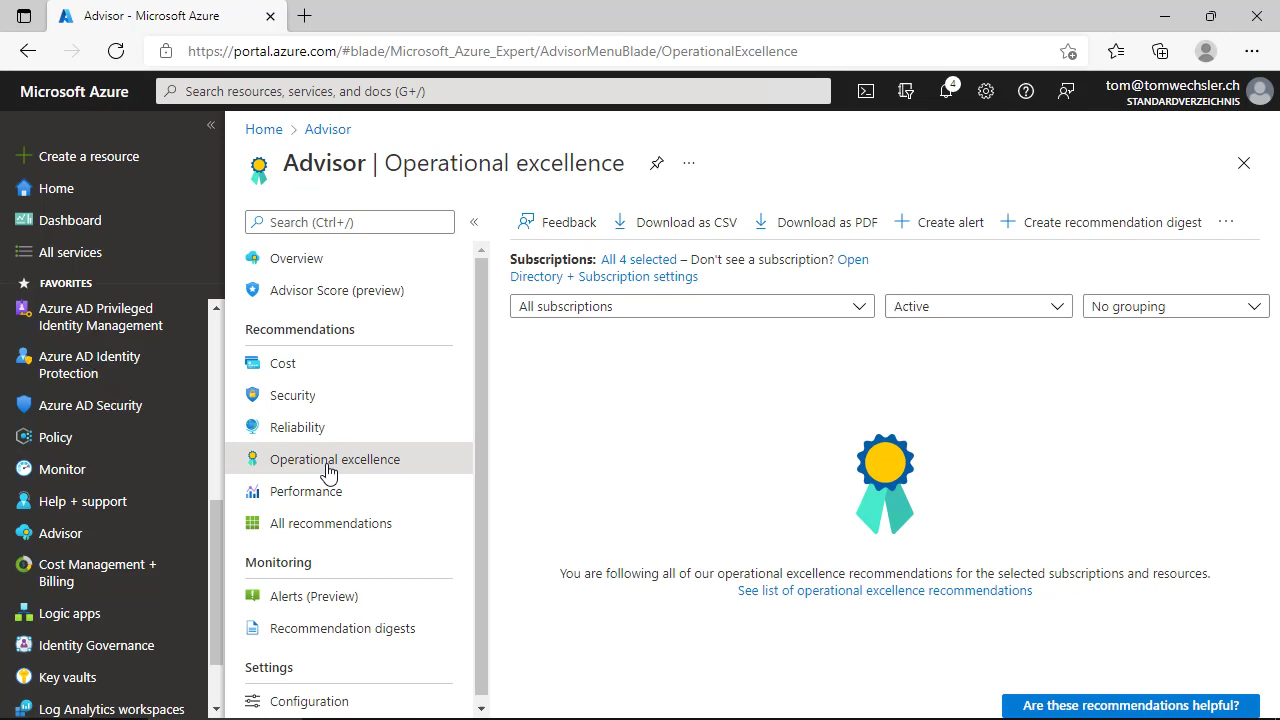 Advisor - Microsoft Azure
https://portal.azure.com/#blade/Microsoft_Azure_Expert/AdvisorMenuBlade/OperationalExcellence
Microsoft Azure
Search resources, services, and docs (G+/)
4
tom@tomwechsler.ch
STANDARDVERZEICHNIS
Create a resource
Home
Dashboard
All services
FAVORITES
Azure AD Privileged
Identity Management
Azure AD Identity
Protection
Azure AD Security
Policy
Monitor
Help + support
Advisor
Cost Management +
Billing
Logic apps
Identity Governance
Key vaults
Log Analytics workspaces
Home > Advisor
Advisor | Operational excellence
Search (Ctrl+/)
Overview
Advisor Score (preview)
Recommendations
Cost
Security
Reliability
Operational excellence
Performance
All recommendations
Monitoring
Alerts (Preview)
Recommendation digests
Settings
Configuration
Feedback
Download as CSV
Download as PDF
Create alert
Create recommendation digest
Subscriptions: All 4 selected – Don't see a subscription? Open
Directory + Subscription settings
All subscriptions
Active
No grouping
You are following all of our operational excellence recommendations for the selected subscriptions and resources.
See list of operational excellence recommendations
Are these recommendations helpful?